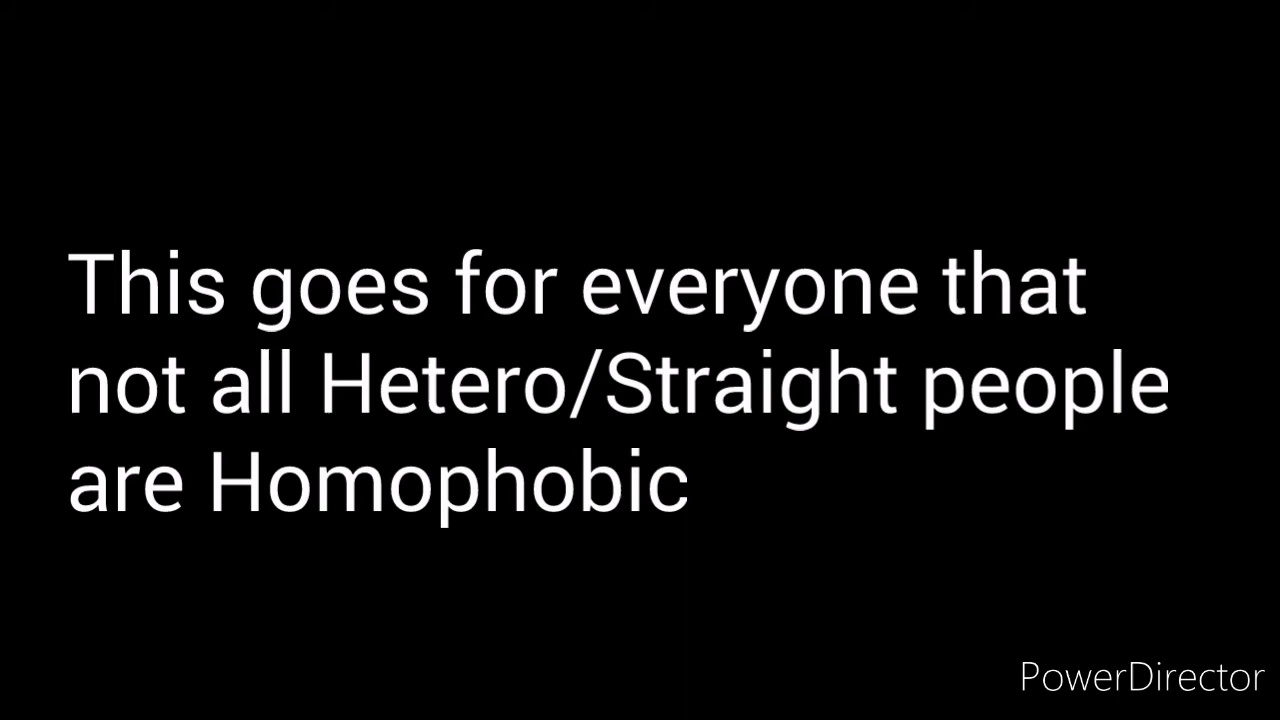 This goes for everyone that
not all Hetero/Straight people
are Homophobic
PowerDirector